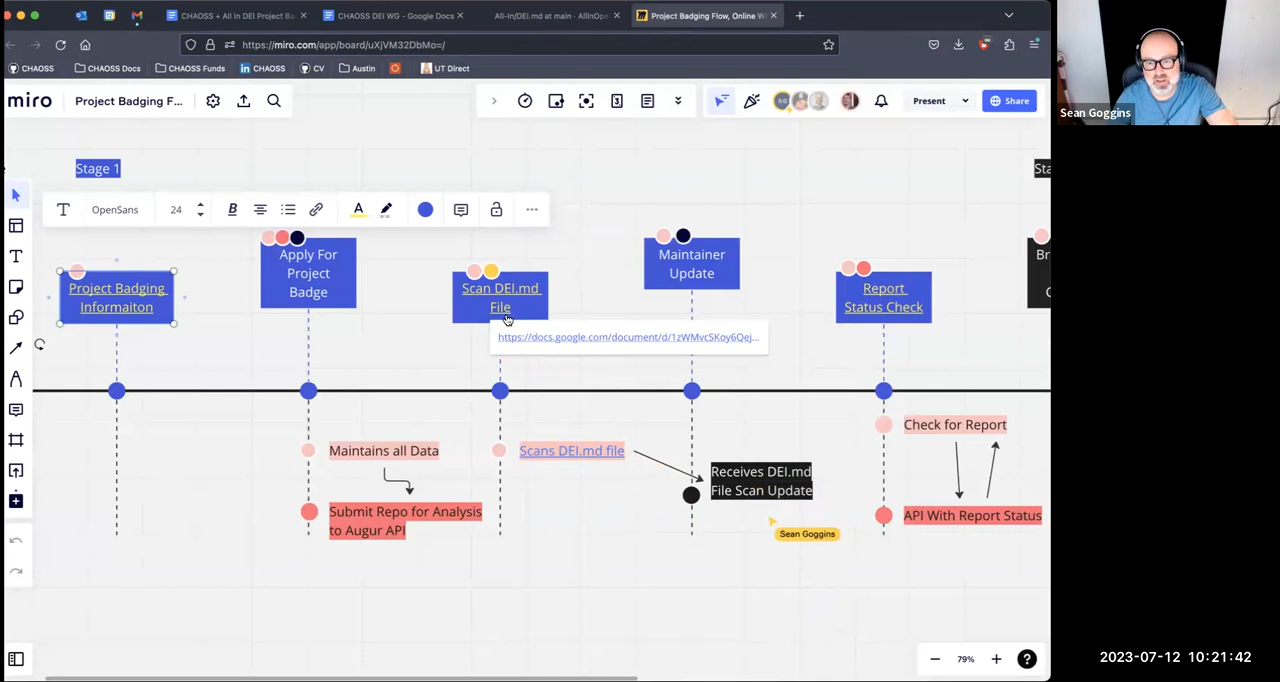 CHAOSS + All In DEI Project Ba
CHAOSS DEI WG - Google Docs
All-In/DEI.md at main · AllInOpe
Project Badging Flow, Online W
https://miro.com/app/board/uXjVM32DbMo=/
CHAOSS
CHAOSS Docs
CHAOSS Funds
CHAOSS
CV
Austin
UT Direct
miro
Project Badging F...
Present
Share
Sean Goggins
Stage 1
Sta
OpenSans
24
Project Badging
Informaiton
Apply For
Project
Badge
Scan DEI.md
File
https://docs.google.com/document/d/1zWMvcSKoy6Qej...
Maintainer
Update
Report
Status Check
Br
Maintains all Data
Submit Repo for Analysis
to Augur API
Scans DEI.md file
Receives DEI.md
File Scan Update
Sean Goggins
Check for Report
API With Report Status
79%
2023-07-12 10:21:42